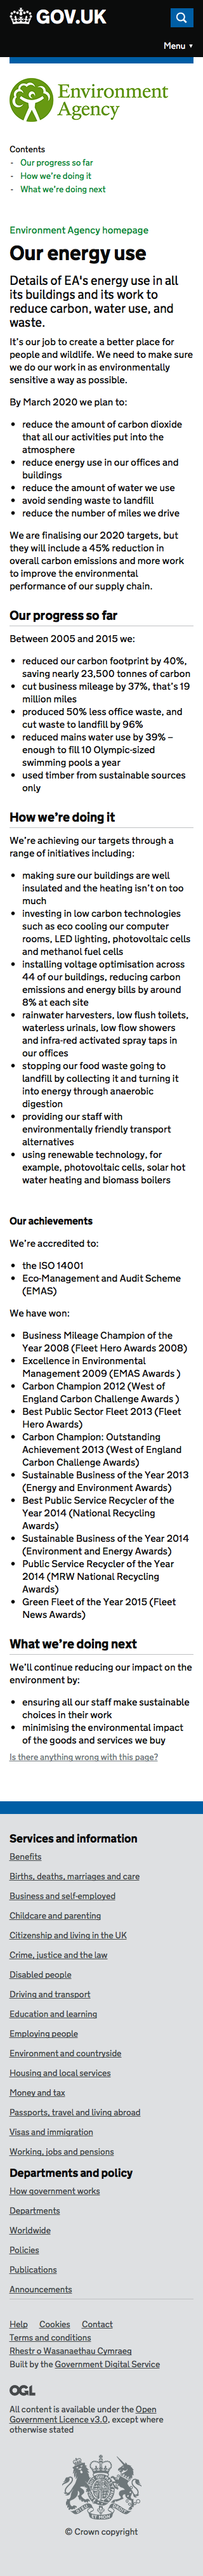 GOV.UK
Menu ▼
Environment
Agency
Contents
- Our progress so far
- How we’re doing it
- What we’re doing next
Environment Agency homepage
Our energy use
Details of EA's energy use in all
its buildings and its work to
reduce carbon, water use, and
waste.
It’s our job to create a better place for
people and wildlife. We need to make sure
we do our work in as environmentally
sensitive a way as possible.
By March 2020 we plan to:
• reduce the amount of carbon dioxide
that all our activities put into the
atmosphere
• reduce energy use in our offices and
buildings
• reduce the amount of water we use
• avoid sending waste to landfill
• reduce the number of miles we drive
We are finalising our 2020 targets, but
they will include a 45% reduction in
overall carbon emissions and more work
to improve the environmental
performance of our supply chain.
Our progress so far
Between 2005 and 2015 we:
• reduced our carbon footprint by 40%,
saving nearly 23,500 tonnes of carbon
• cut business mileage by 37%, that’s 19
million miles
• produced 50% less office waste, and
cut waste to landfill by 96%
• reduced mains water use by 39% –
enough to fill 10 Olympic-sized
swimming pools a year
• used timber from sustainable sources
only
How we’re doing it
We’re achieving our targets through a
range of initiatives including:
• making sure our buildings are well
insulated and the heating isn’t on too
much
• investing in low carbon technologies
such as eco cooling our computer
rooms, LED lighting, photovoltaic cells
and methanol fuel cells
• installing voltage optimisation across
44 of our buildings, reducing carbon
emissions and energy bills by around
8% at each site
• rainwater harvesters, low flush toilets,
waterless urinals, low flow showers
and infra-red activated spray taps in
our offices
• stopping our food waste going to
landfill by collecting it and turning it
into energy through anaerobic
digestion
• providing our staff with
environmentally friendly transport
alternatives
• using renewable technology, for
example, photovoltaic cells, solar hot
water heating and biomass boilers
Our achievements
We’re accredited to:
• the ISO 14001
• Eco-Management and Audit Scheme
(EMAS)
We have won:
• Business Mileage Champion of the
Year 2008 (Fleet Hero Awards 2008)
• Excellence in Environmental
Management 2009 (EMAS Awards )
• Carbon Champion 2012 (West of
England Carbon Challenge Awards )
• Best Public Sector Fleet 2013 (Fleet
Hero Awards)
• Carbon Champion: Outstanding
Achievement 2013 (West of England
Carbon Challenge Awards)
• Sustainable Business of the Year 2013
(Energy and Environment Awards)
• Best Public Service Recycler of the
Year 2014 (National Recycling
Awards)
• Sustainable Business of the Year 2014
(Environment and Energy Awards)
• Public Service Recycler of the Year
2014 (MRW National Recycling
Awards)
• Green Fleet of the Year 2015 (Fleet
News Awards)
What we’re doing next
We’ll continue reducing our impact on the
environment by:
• ensuring all our staff make sustainable
choices in their work
• minimising the environmental impact
of the goods and services we buy
Is there anything wrong with this page?
Services and information
Benefits
Births, deaths, marriages and care
Business and self-employed
Childcare and parenting
Citizenship and living in the UK
Crime, justice and the law
Disabled people
Driving and transport
Education and learning
Employing people
Environment and countryside
Housing and local services
Money and tax
Passports, travel and living abroad
Visas and immigration
Working, jobs and pensions
Departments and policy
How government works
Departments
Worldwide
Policies
Publications
Announcements
Help Cookies Contact
Terms and conditions
Rhestr o Wasanaethau Cymraeg
Built by the Government Digital Service
OGL
All content is available under the Open
Government Licence v3.0, except where
otherwise stated
© Crown copyright